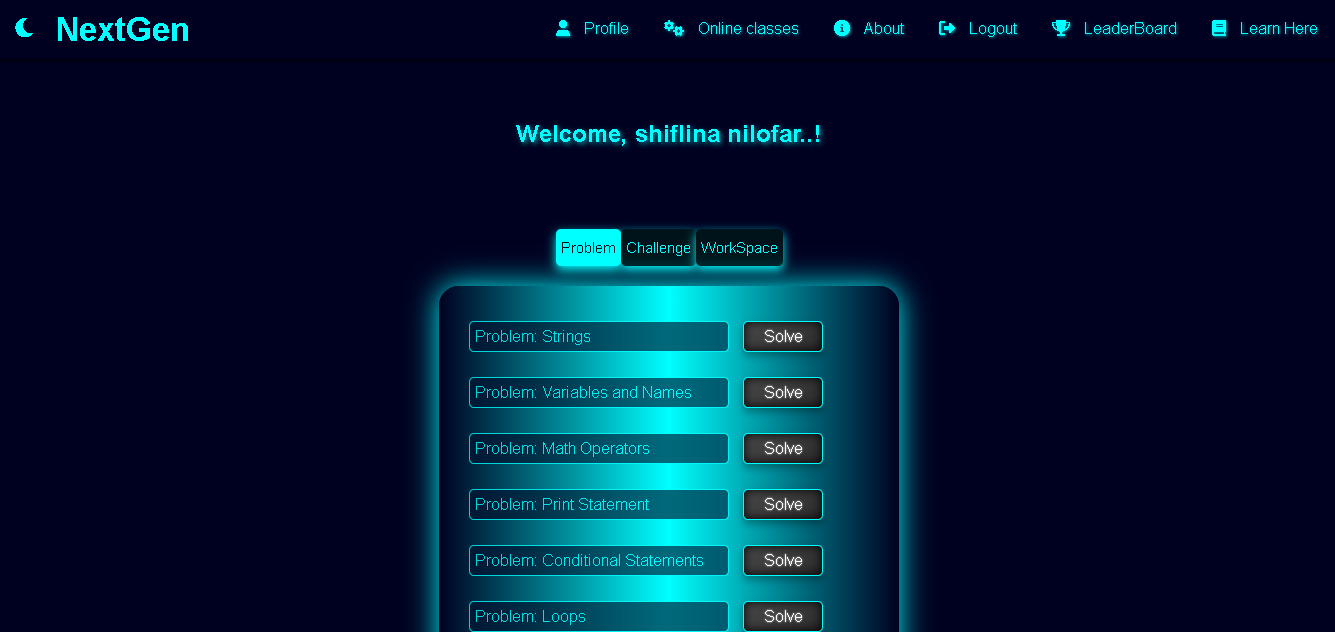 NextGen Profile Online classes About Logout LeaderBoard Learn Here
Welcome, shiflina nilofar..!
Problem Challenge WorkSpace
Problem: Strings Solve
Problem: Variables and Names Solve
Problem: Math Operators Solve
Problem: Print Statement Solve
Problem: Conditional Statements Solve
Problem: Loops Solve